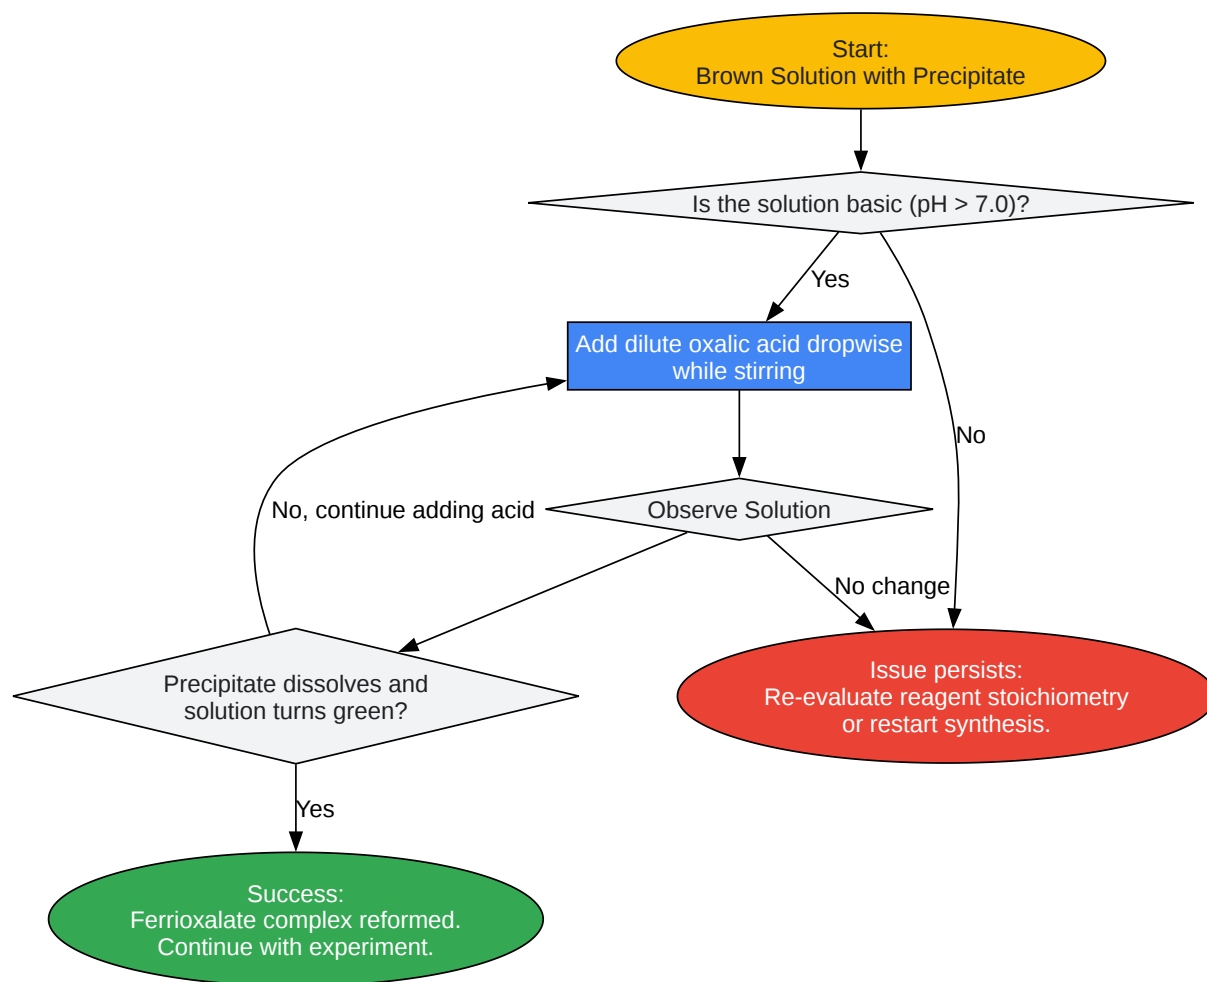 Start:
Brown Solution with Precipitate
Is the solution basic (pH > 7.0)?
Yes
Add dilute oxalic acid dropwise
while stirring
No
No, continue adding acid
Observe Solution
No change
Precipitate dissolves and
solution turns green?
Issue persists:
Re-evaluate reagent stoichiometry
or restart synthesis.
Yes
Success:
Ferrioxalate complex reformed.
Continue with experiment.